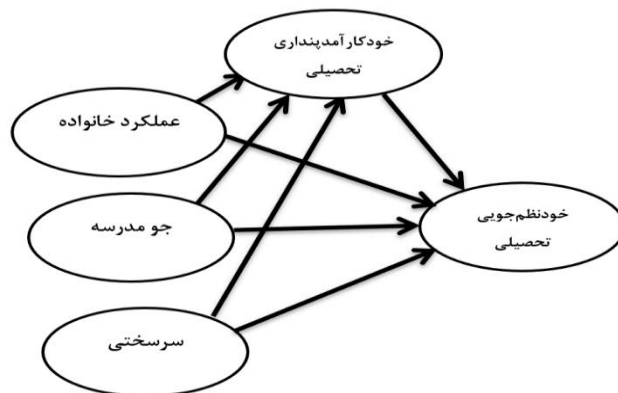 خودکارآمدپنداری
تحصیلی
عملکرد خانواده
جو مدرسه
خودنظم‌جویی
تحصیلی
سرسختی